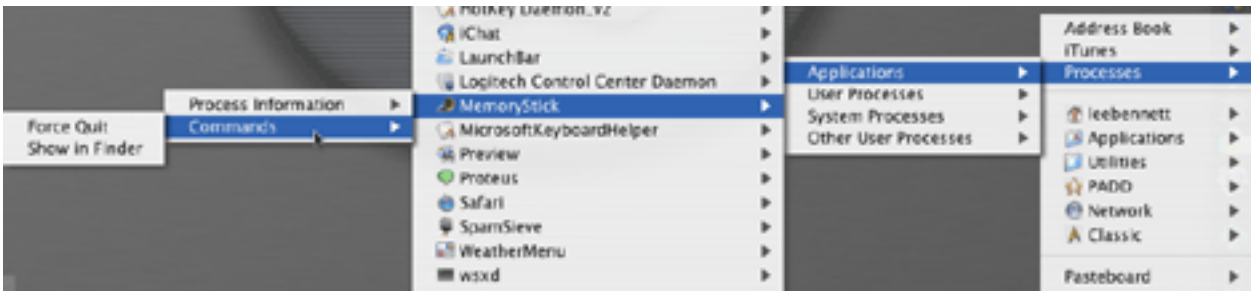 Address Book
iTunes
Processes
leebennett
Applications
Utilities
PADD
Network
Classic
Pasteboard
Applications
User Processes
System Processes
Other User Processes
HotKey Daemon_v2
iChat
LaunchBar
Logitech Control Center Daemon
MemoryStick
MicrosoftKeyboardHelper
Preview
Proteus
Safari
SpamSieve
WeatherMenu
wsxd
Process Information
Commands
Force Quit
Show in Finder